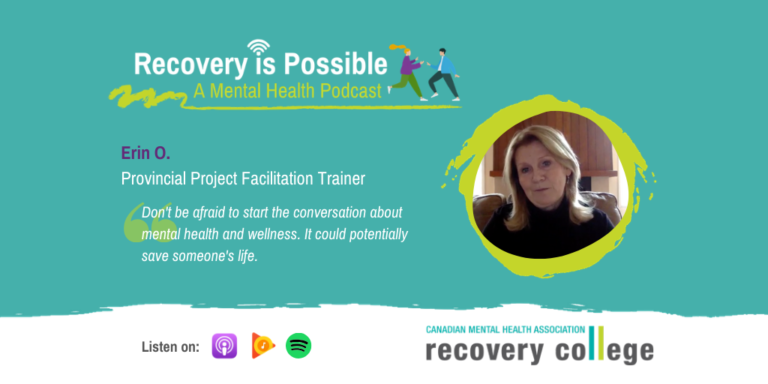 Recovery is Possible
A Mental Health Podcast
Erin O.
Provincial Project Facilitation Trainer
Don't be afraid to start the conversation about
mental health and wellness. It could potentially
save someone's life.
Listen on:
CANADIAN MENTAL HEALTH ASSOCIATION
recovery college